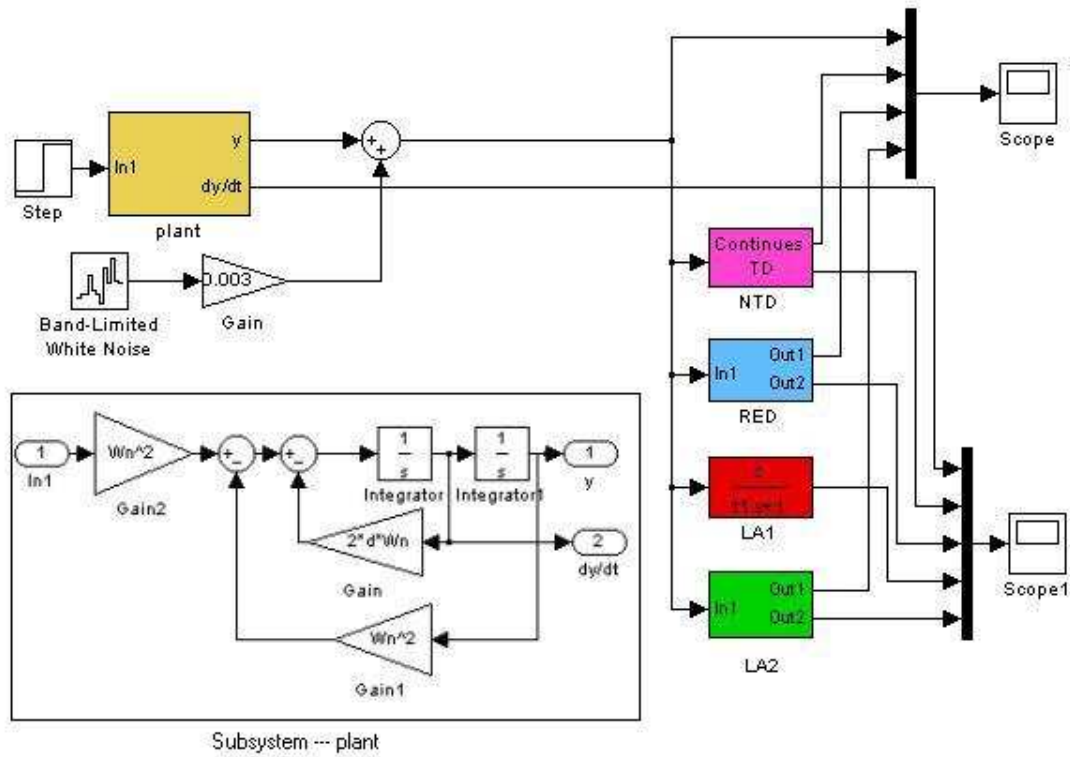 Step
In1
y
dy/dt
plant
Band-Limited
White Noise
0.003
Gain
+
+
Scope
Continues
TD
NTD
In1
Out1
Out2
RED
LA1
In1
Out1
Out2
LA2
Scope1
1
In1
Wn^2
Gain2
+
−
+
−
1
s
Integrator
1
s
Integrator1
1
y
2*d*Wn
Gain
2
dy/dt
Wn^2
Gain1
Subsystem --- plant